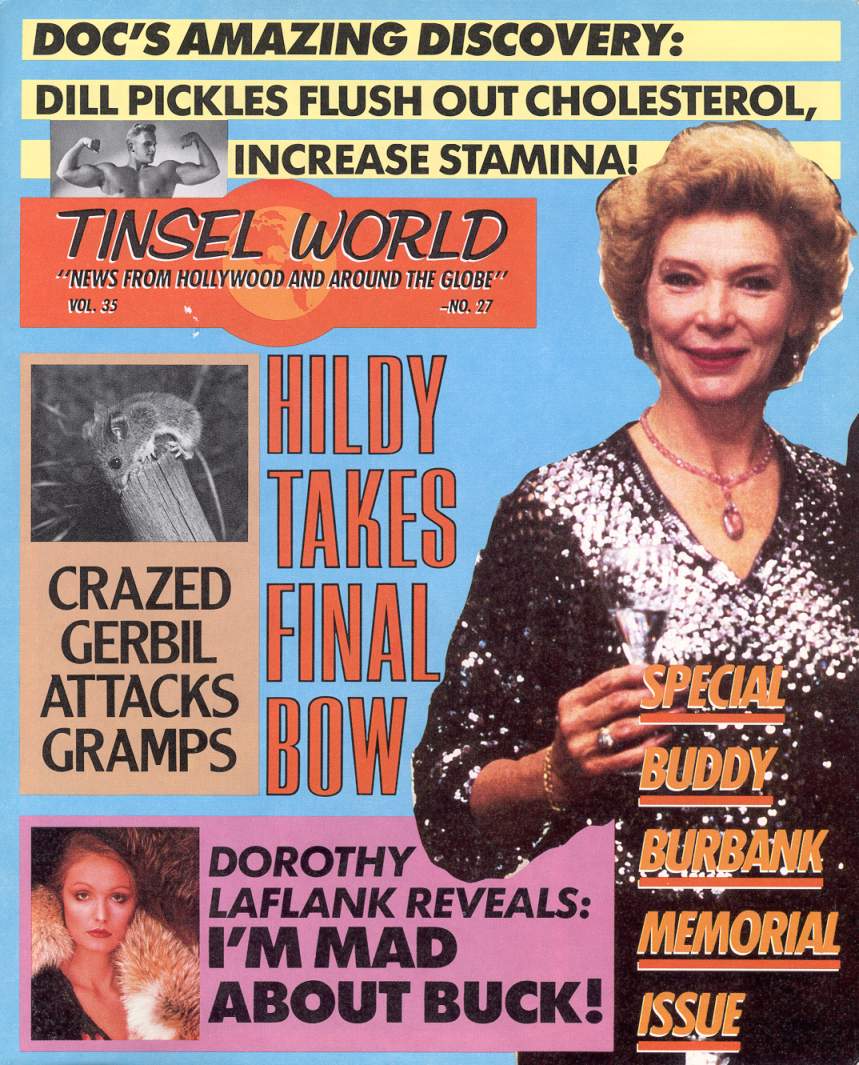 DOC'S AMAZING DISCOVERY:
DILL PICKLES FLUSH OUT CHOLESTEROL,
INCREASE STAMINA!
TINSEL WORLD
"NEWS FROM HOLLYWOOD AND AROUND THE GLOBE"
VOL. 35 –NO. 27
HILDY
TAKES
FINAL
BOW
CRAZED
GERBIL
ATTACKS
GRAMPS
DOROTHY
LAFLANK REVEALS:
I'M MAD
ABOUT BUCK!
SPECIAL
BUDDY
BURBANK
MEMORIAL
ISSUE